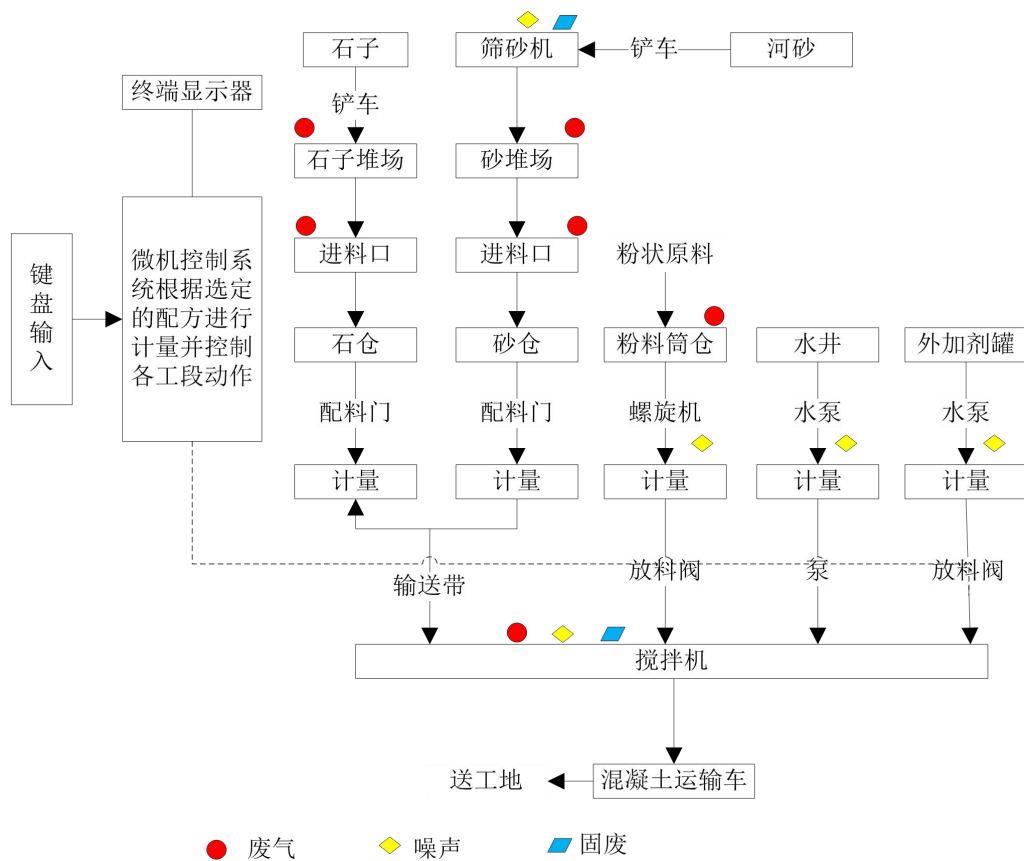 石子
筛砂机
铲车
河砂
终端显示器
铲车
石子堆场
砂堆场
键盘输入
微机控制系
统根据选定
的配方进行
计量并控制
各工段动作
进料口
进料口
粉状原料
石仓
砂仓
粉料筒仓
水井
外加剂罐
配料门
配料门
螺旋机
水泵
水泵
计量
计量
计量
计量
计量
输送带
放料阀
泵
放料阀
搅拌机
送工地
混凝土运输车
废气
噪声
固废